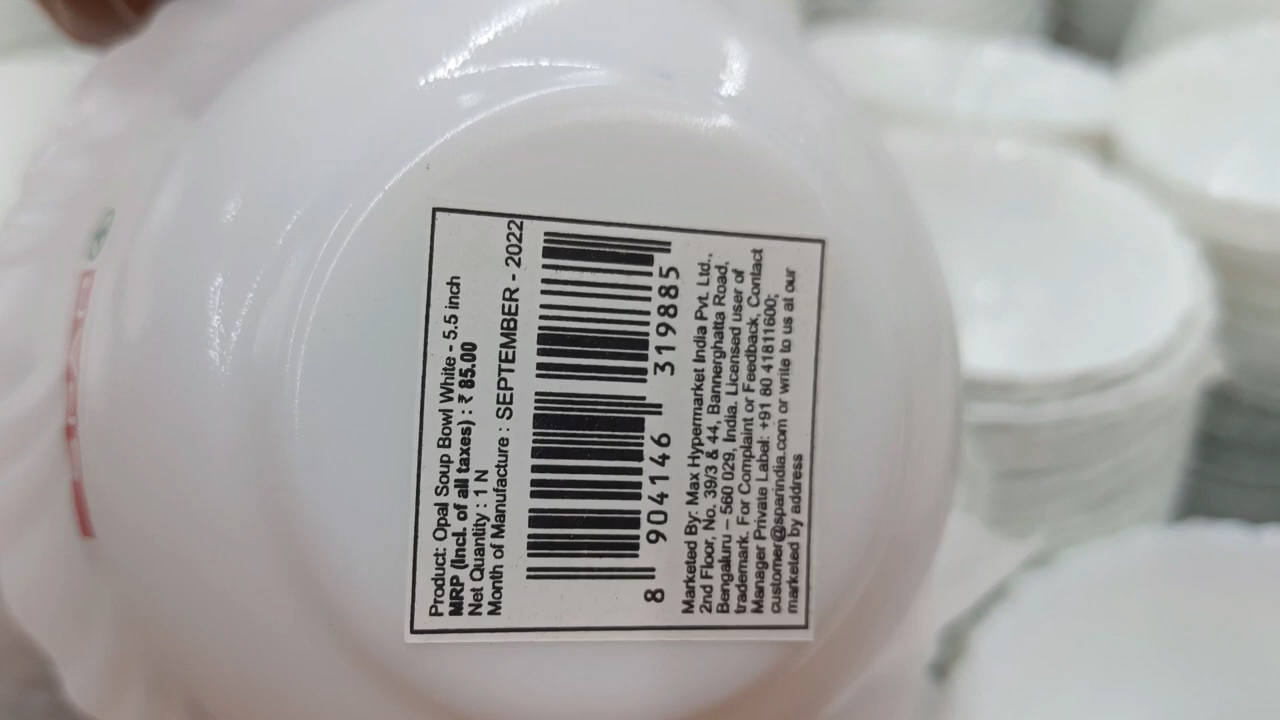 Product: Opal Soup Bowl White - 5.5 inch
MRP (Incl. of all taxes) : ₹ 85.00
Net Quantity : 1 N
Month of Manufacture : SEPTEMBER - 2022
8 904146 319885
Marketed By: Max Hypermarket India Pvt. Ltd.,
2nd Floor, No. 39/3 & 44, Bannerghatta Road,
Bengaluru – 560 029, India. Licensed user of
trademark. For Complaint or Feedback, Contact
Manager Private Label: +91 80 41811600;
customer@sparindia.com or write to us at our
marketed by address